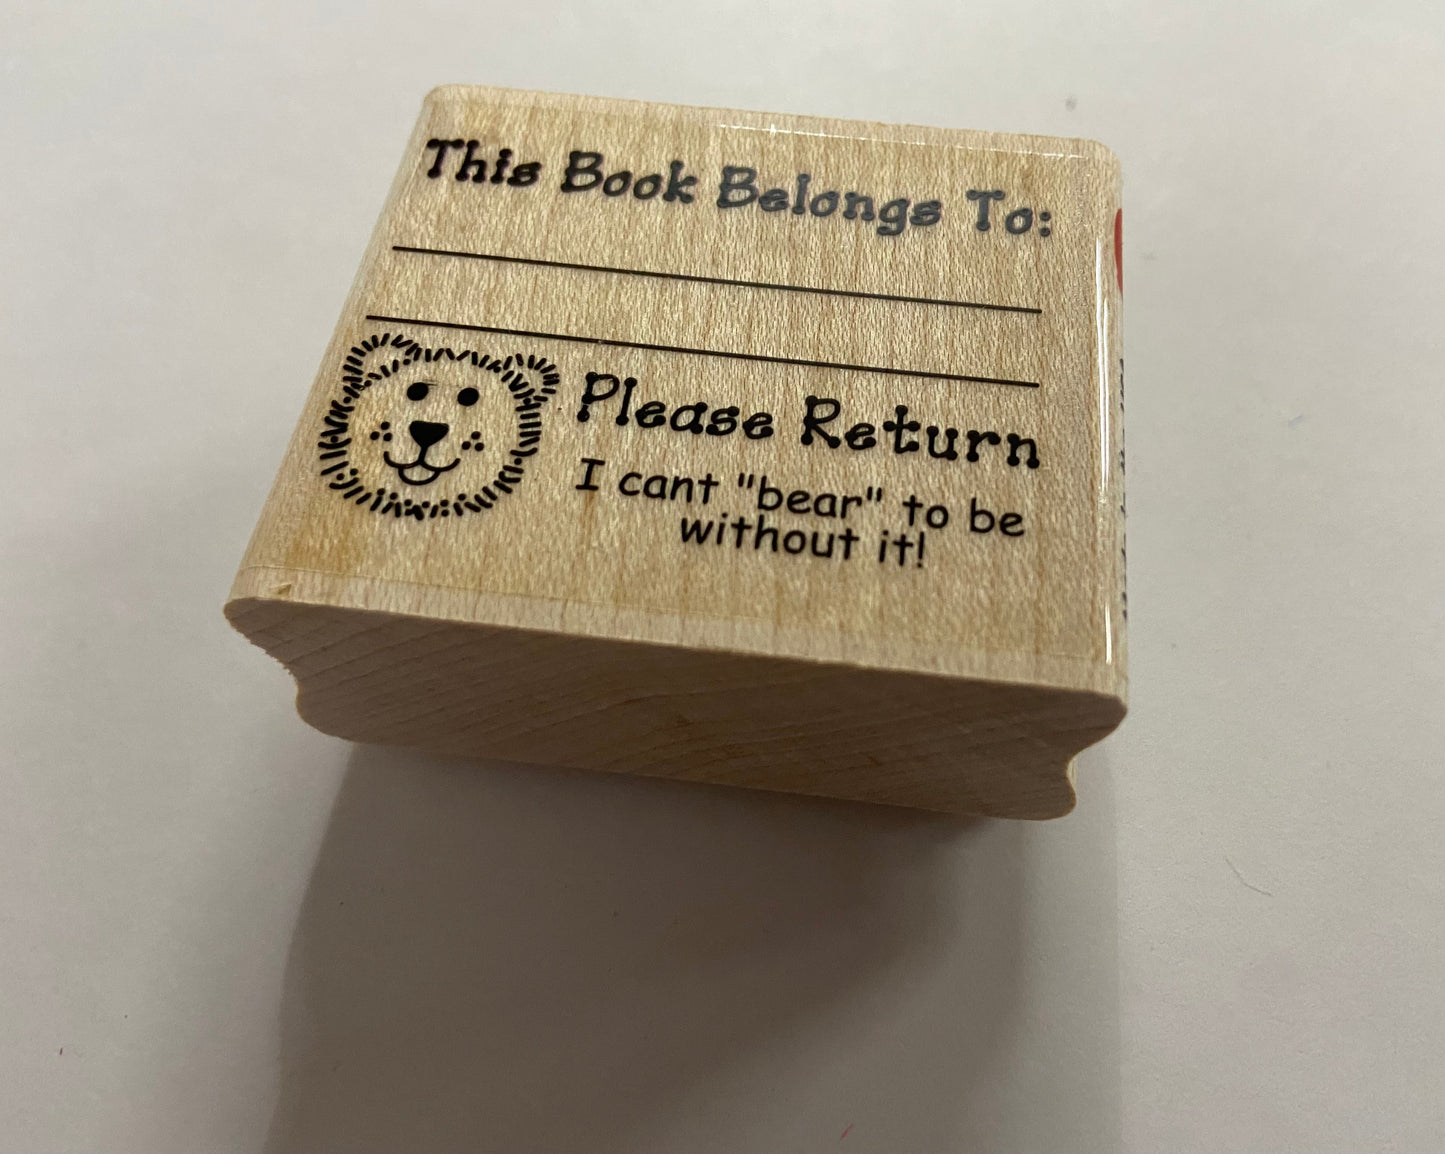 This Book Belongs To:
Please Return
I cant "bear" to be
without it!